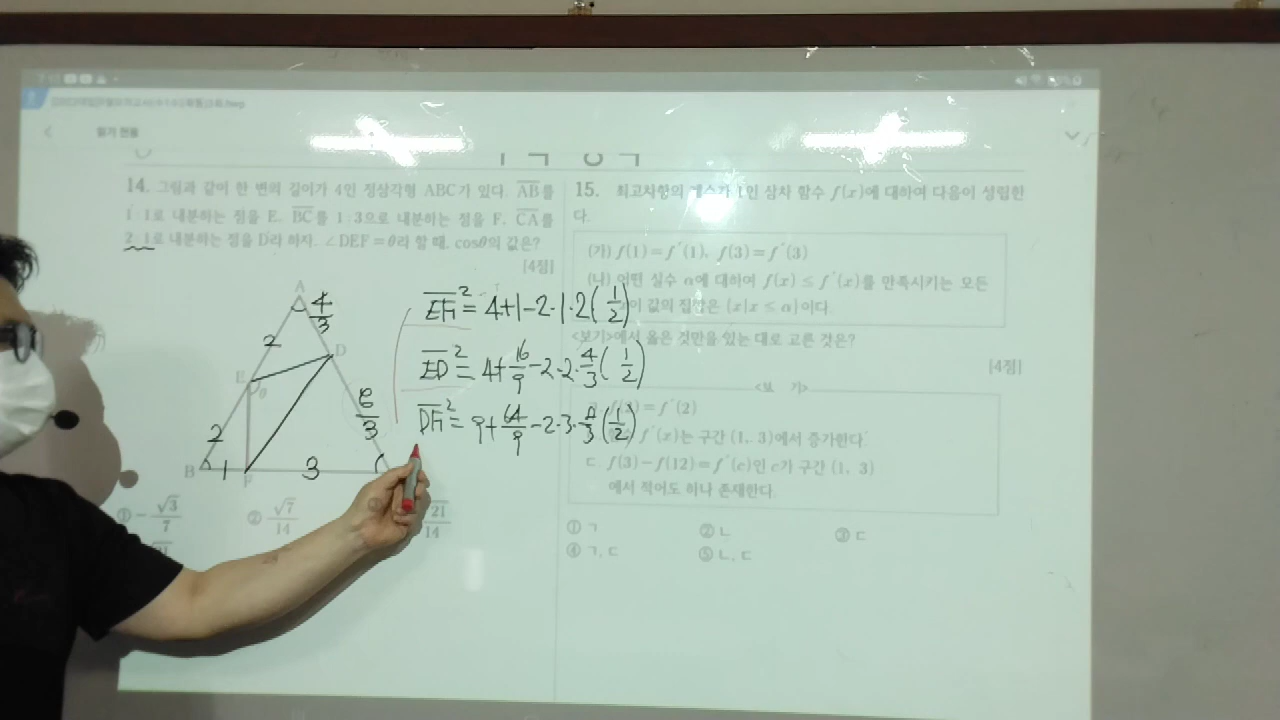 읽기 전용
14. 그림과 같이 한 변의 길이가 4인 정삼각형 ABC가 있다. AB를
1:1로 내분하는 점을 E, BC를 1:3으로 내분하는 점을 F, CA를
2:1로 내분하는 점을 D라 하자. ∠DEF=θ라 할 때, cosθ의 값은?
[4점]
A
4/3
2
D
E
θ
8/3
2
B
1
3
EF² = 4+1-2·1·2(1/2)
ED² = 4+16/9-2·2·4/3(1/2)
DF² = 9+64/9-2·3·8/3(1/2)
① -√3/7
② √7/14
21/14
15. 최고차항의 계수가 1인 삼차 함수 f(x)에 대하여 다음이 성립한
다.
(가) f(1)=f′(1), f(3)=f′(3)
(나) 어떤 실수 α에 대하여 f(x)≤f′(x)를 만족시키는 모든
x의 값의 집합은 {x|x≤α}이다.
<보기>에서 옳은 것만을 있는 대로 고른 것은?
[4점]
<보 기>
=f(2)
f′(x)는 구간 (1, 3)에서 증가한다.
ㄷ. f(3)-f(12)=f′(c)인 c가 구간 (1, 3)
에서 적어도 하나 존재한다.
① ㄱ ② ㄴ ③ ㄷ
④ ㄱ, ㄷ ⑤ ㄴ, ㄷ